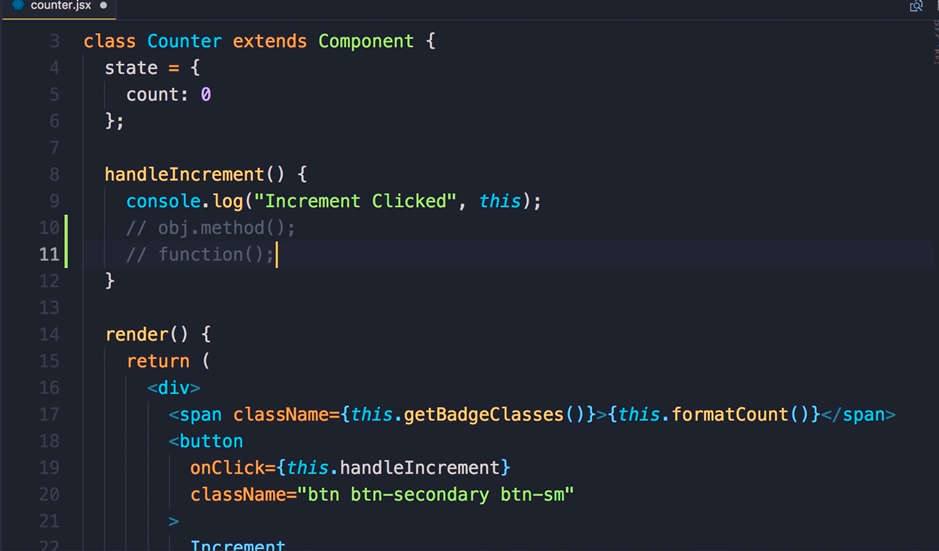 counter.jsx
3 class Counter extends Component {
4 state = {
5 count: 0
6 };
7
8 handleIncrement() {
9 console.log("Increment Clicked", this);
10 // obj.method();
11 // function();
12 }
13
14 render() {
15 return (
16 <div>
17 <span className={this.getBadgeClasses()}>{this.formatCount()}</span>
18 <button
19 onClick={this.handleIncrement}
20 className="btn btn-secondary btn-sm"
21 >
22 Increment